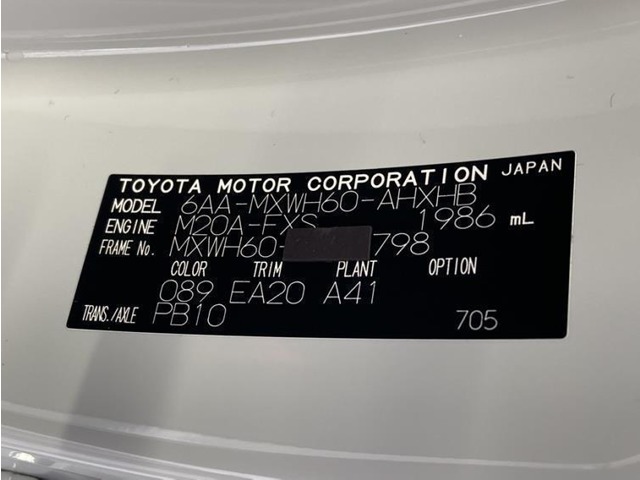 TOYOTA MOTOR CORPORATION JAPAN
MODEL 6AA-MXWH60-AHXHB
ENGINE M20A-FXS 1986 mL
FRAME No. MXWH60- 798
COLOR TRIM PLANT OPTION
089 EA20 A41
TRANS./AXLE PB10 705